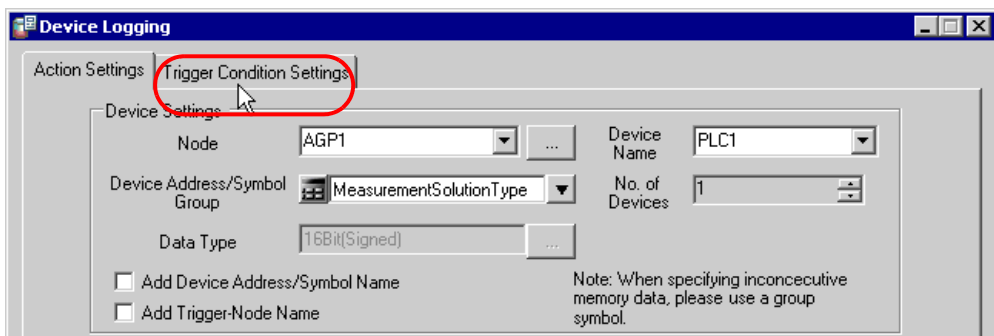 Device Logging
Action Settings
Trigger Condition Settings
Device Settings
Node
AGP1
...
Device Name
PLC1
Device Address/Symbol Group
MeasurementSolutionType
No. of Devices
1
Data Type
16Bit(Signed)
...
Add Device Address/Symbol Name
Add Trigger-Node Name
Note: When specifying inconcecutive
memory data, please use a group
symbol.